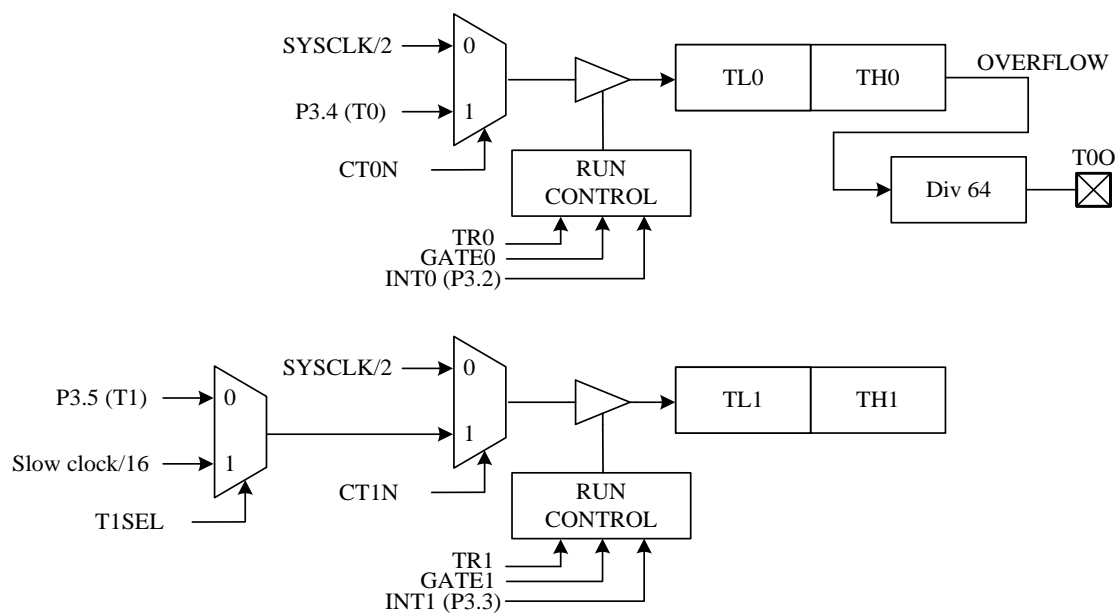 SYSCLK/2
0
TL0
TH0
OVERFLOW
P3.4 (T0)
1
CT0N
RUN
CONTROL
Div 64
T0O
TR0
GATE0
INT0 (P3.2)
SYSCLK/2
0
P3.5 (T1)
0
TL1
TH1
1
Slow clock/16
1
CT1N
RUN
CONTROL
T1SEL
TR1
GATE1
INT1 (P3.3)